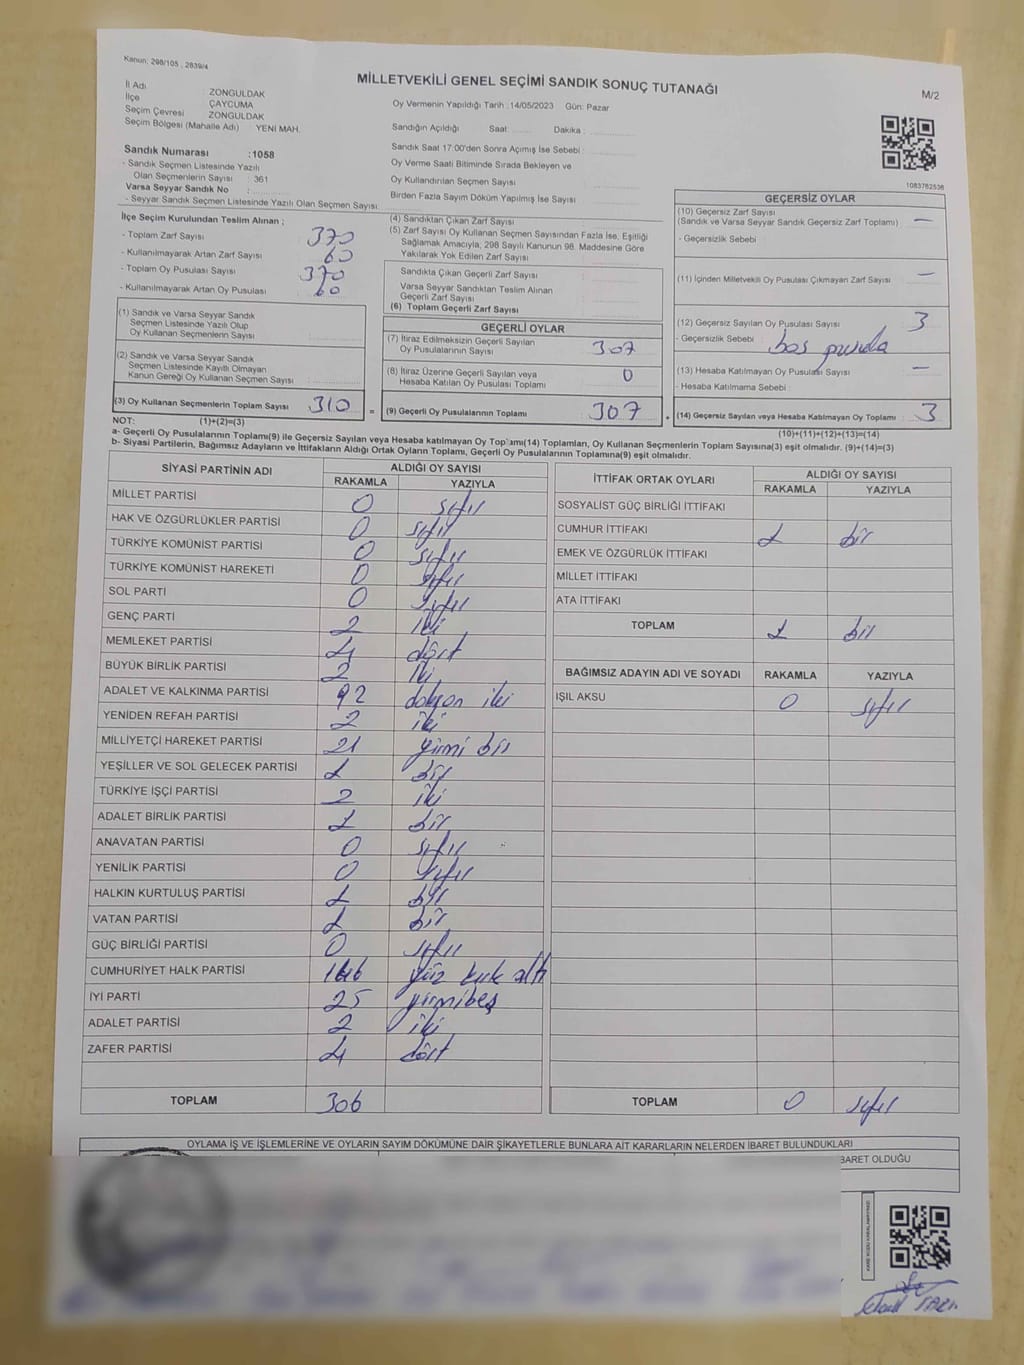 Kanun: 298/105 , 2839/4
MİLLETVEKİLİ GENEL SEÇİMİ SANDIK SONUÇ TUTANAĞI
M/2
İl Adı : ZONGULDAK
İlçe : ÇAYCUMA
Seçim Çevresi : ZONGULDAK
Seçim Bölgesi (Mahalle Adı) : YENİ MAH.
Oy Vermenin Yapıldığı Tarih :14/05/2023 Gün: Pazar
Sandığın Açıldığı Saat: ...... Dakika : ............
Sandık Saat 17:00'den Sonra Açılmış İse Sebebi :
Oy Verme Saati Bitiminde Sırada Bekleyen ve
Oy Kullandırılan Seçmen Sayısı
Birden Fazla Sayım Döküm Yapılmış İse Sayısı
Sandık Numarası :1058
- Sandık Seçmen Listesinde Yazılı
Olan Seçmenlerin Sayısı : 361
Varsa Seyyar Sandık No :
- Seyyar Sandık Seçmen Listesinde Yazılı Olan Seçmen Sayısı:
1083782538
İlçe Seçim Kurulundan Teslim Alınan ;
- Toplam Zarf Sayısı 370
- Kullanılmayarak Artan Zarf Sayısı 60
- Toplam Oy Pusulası Sayısı 370
- Kullanılmayarak Artan Oy Pusulası 60
(1) Sandık ve Varsa Seyyar Sandık
Seçmen Listesinde Yazılı Olup
Oy Kullanan Seçmenlerin Sayısı
(2) Sandık ve Varsa Seyyar Sandık
Seçmen Listesinde Kayıtlı Olmayan
Kanun Gereği Oy Kullanan Seçmen Sayısı
(3) Oy Kullanan Seçmenlerin Toplam Sayısı 310 =
(1)+(2)=(3)
(4) Sandıktan Çıkan Zarf Sayısı
(5) Zarf Sayısı Oy Kullanan Seçmen Sayısından Fazla İse, Eşitliği
Sağlamak Amacıyla; 298 Sayılı Kanunun 98. Maddesine Göre
Yakılarak Yok Edilen Zarf Sayısı
Sandıkta Çıkan Geçerli Zarf Sayısı
Varsa Seyyar Sandıktan Teslim Alınan
Geçerli Zarf Sayısı
(6) Toplam Geçerli Zarf Sayısı
GEÇERLİ OYLAR
(7) İtiraz Edilmeksizin Geçerli Sayılan
Oy Pusulalarının Sayısı 307
(8) İtiraz Üzerine Geçerli Sayılan veya
Hesaba Katılan Oy Pusulası Toplamı 0
(9) Geçerli Oy Pusulalarının Toplamı 307 +
GEÇERSİZ OYLAR
(10) Geçersiz Zarf Sayısı
(Sandık ve Varsa Seyyar Sandık Geçersiz Zarf Toplamı) —
- Geçersizlik Sebebi :
(11) İçinden Milletvekili Oy Pusulası Çıkmayan Zarf Sayısı —
(12) Geçersiz Sayılan Oy Pusulası Sayısı 3
- Geçersizlik Sebebi :
(13) Hesaba Katılmayan Oy Pusulası Sayısı —
- Hesaba Katılmama Sebebi :
(14) Geçersiz Sayılan veya Hesaba Katılmayan Oy Toplamı : 3
(10)+(11)+(12)+(13)=(14)
NOT:
a- Geçerli Oy Pusulalarının Toplamı(9) ile Geçersiz Sayılan veya Hesaba katılmayan Oy Toplamı(14) Toplamları, Oy Kullanan Seçmenlerin Toplam Sayısına(3) eşit olmalıdır. (9)+(14)=(3)
b- Siyasi Partilerin, Bağımsız Adayların ve İttifakların Aldığı Ortak Oyların Toplamı, Geçerli Oy Pusulalarının Toplamına(9) eşit olmalıdır.
SİYASİ PARTİNİN ADI ALDIĞI OY SAYISI
RAKAMLA YAZIYLA
MİLLET PARTİSİ 0 sıfır
HAK VE ÖZGÜRLÜKLER PARTİSİ 0 sıfır
TÜRKİYE KOMÜNİST PARTİSİ 0 sıfır
TÜRKİYE KOMÜNİST HAREKETİ 0 sıfır
SOL PARTİ 0 sıfır
GENÇ PARTİ 2 iki
MEMLEKET PARTİSİ 4 dört
BÜYÜK BİRLİK PARTİSİ 2 iki
ADALET VE KALKINMA PARTİSİ 92 doksan iki
YENİDEN REFAH PARTİSİ 2 iki
MİLLİYETÇİ HAREKET PARTİSİ 21 yirmi bir
YEŞİLLER VE SOL GELECEK PARTİSİ 1 bir
TÜRKİYE İŞÇİ PARTİSİ 2 iki
ADALET BİRLİK PARTİSİ 1 bir
ANAVATAN PARTİSİ 0 sıfır
YENİLİK PARTİSİ 0 sıfır
HALKIN KURTULUŞ PARTİSİ 1 bir
VATAN PARTİSİ 1 bir
GÜÇ BİRLİĞİ PARTİSİ 0 sıfır
CUMHURİYET HALK PARTİSİ 146 yüz kırk altı
İYİ PARTİ 25 yirmibeş
ADALET PARTİSİ 2 iki
ZAFER PARTİSİ 4 dört
TOPLAM 306
İTTİFAK ORTAK OYLARI ALDIĞI OY SAYISI
RAKAMLA YAZIYLA
SOSYALİST GÜÇ BİRLİĞİ İTTİFAKI
CUMHUR İTTİFAKI 1 bir
EMEK VE ÖZGÜRLÜK İTTİFAKI
MİLLET İTTİFAKI
ATA İTTİFAKI
TOPLAM 1 bir
BAĞIMSIZ ADAYIN ADI VE SOYADI RAKAMLA YAZIYLA
IŞIL AKSU 0 sıfır
TOPLAM 0 sıfır
OYLAMA İŞ VE İŞLEMLERİNE VE OYLARIN SAYIM DÖKÜMÜNE DAİR ŞİKAYETLERLE BUNLARA AİT KARARLARIN NELERDEN İBARET BULUNDUKLARI
BARET OLDUĞU